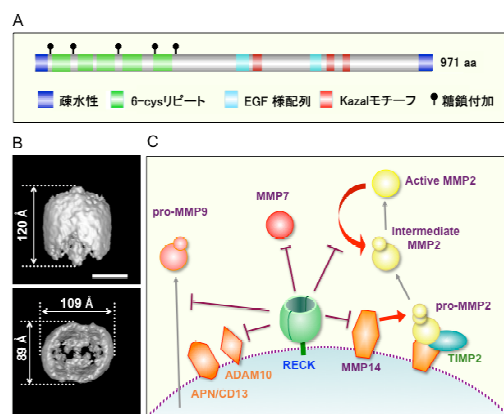 A
971 aa
疎水性
6-cysリピート
EGF 様配列
Kazalモチーフ
糖鎖付加
B
120 Å
109 Å
89 Å
C
Active MMP2
MMP7
pro-MMP9
Intermediate
MMP2
pro-MMP2
TIMP2
RECK
MMP14
ADAM10
APN/CD13